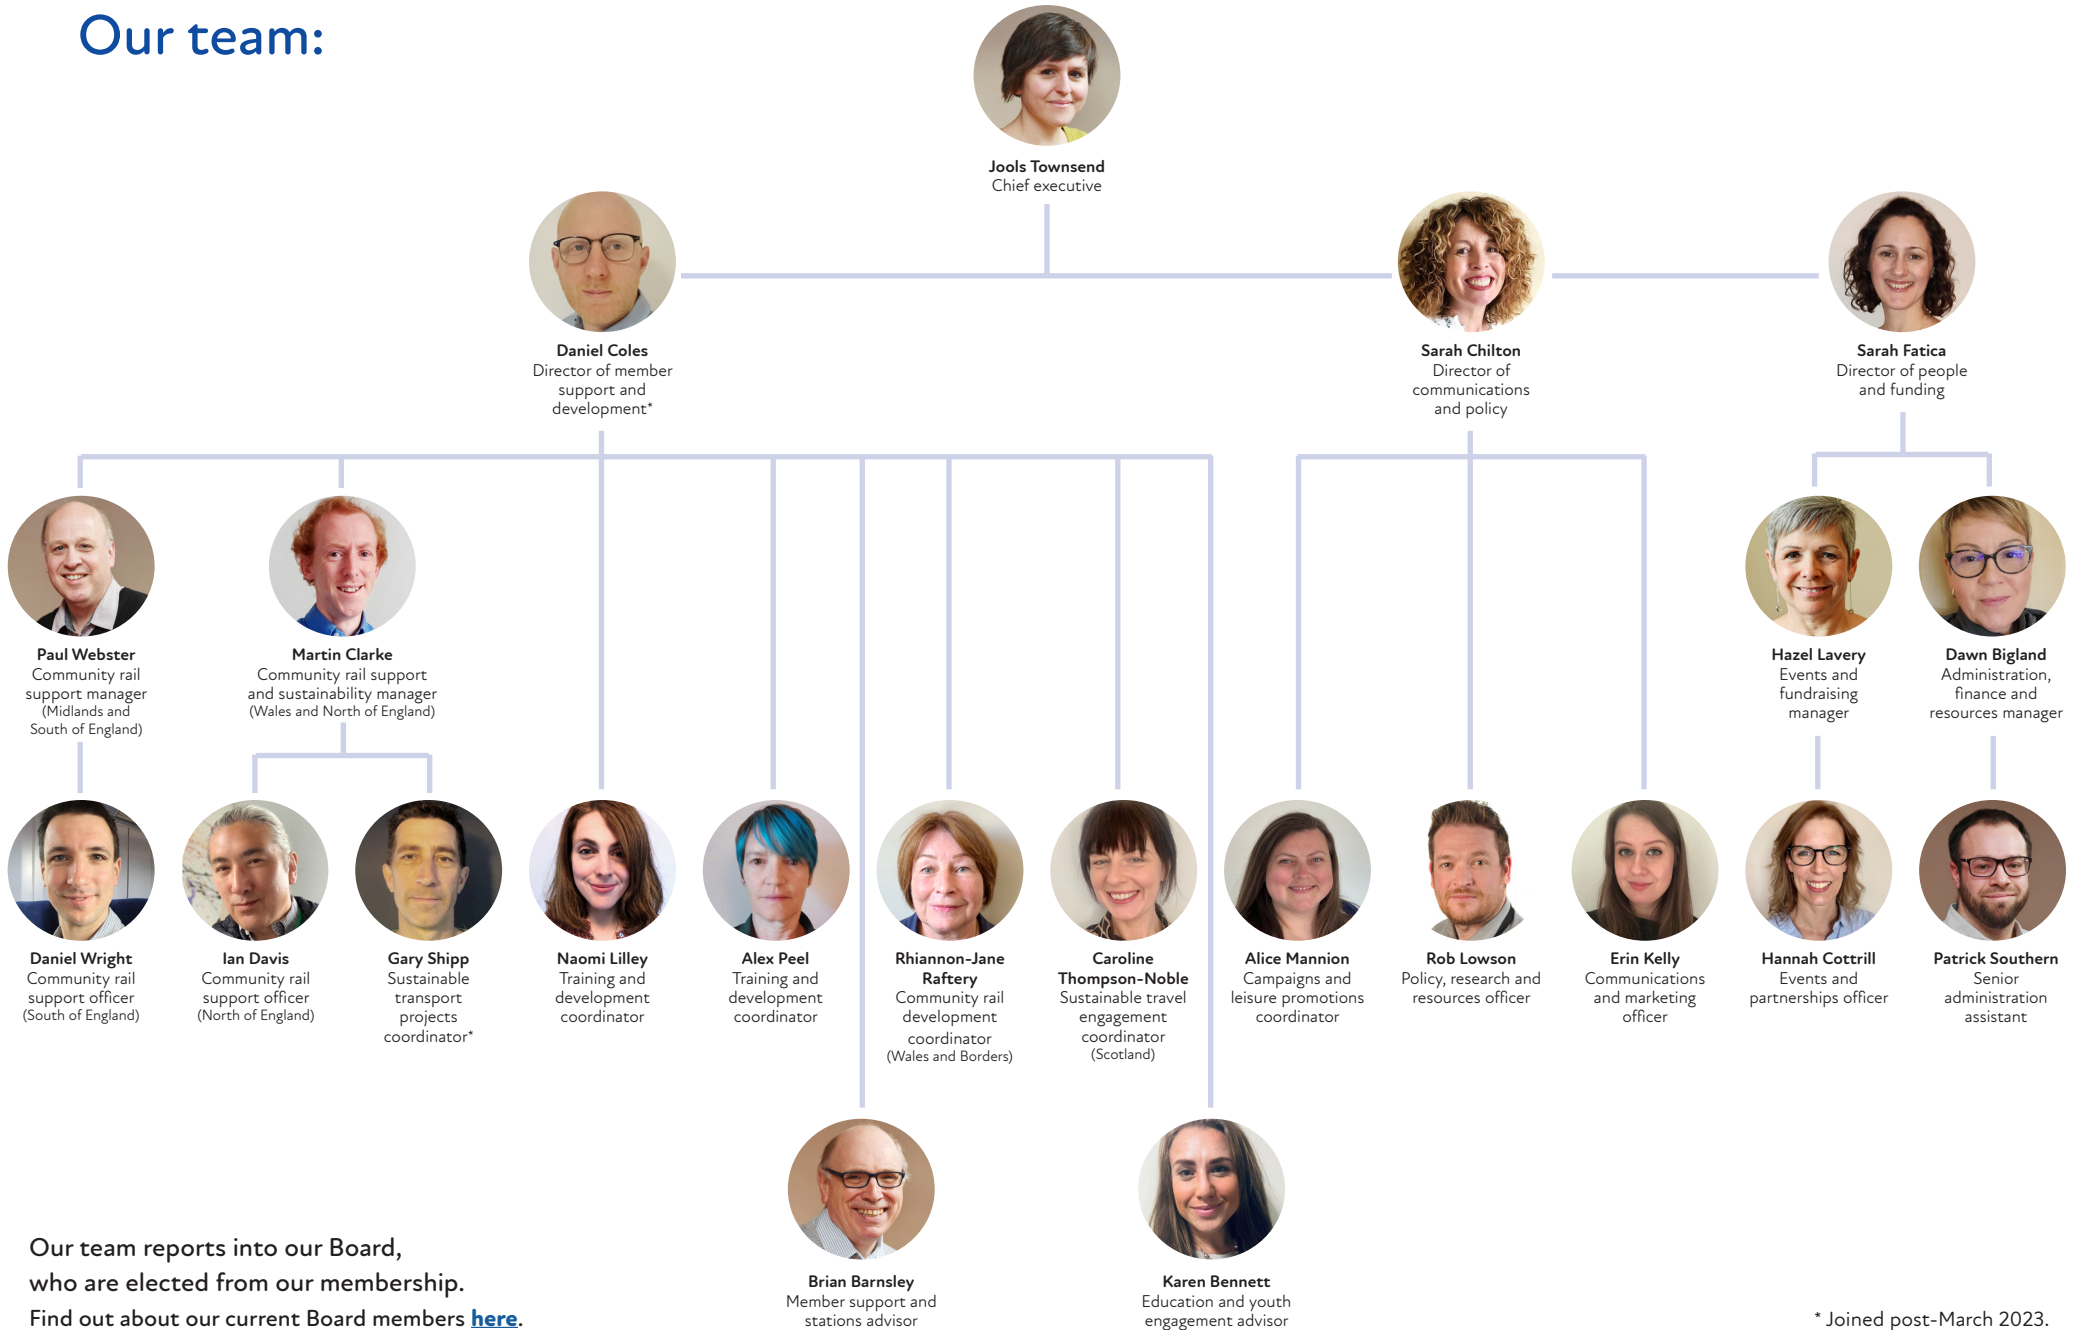 Our team:
Jools Townsend
Chief executive
Daniel Coles
Director of member
support and
development*
Sarah Chilton
Director of
communications
and policy
Sarah Fatica
Director of people
and funding
Paul Webster
Community rail
support manager
(Midlands and
South of England)
Martin Clarke
Community rail support
and sustainability manager
(Wales and North of England)
Hazel Lavery
Events and
fundraising
manager
Dawn Bigland
Administration,
finance and
resources manager
Daniel Wright
Community rail
support officer
(South of England)
Ian Davis
Community rail
support officer
(North of England)
Gary Shipp
Sustainable
transport
projects
coordinator*
Naomi Lilley
Training and
development
coordinator
Alex Peel
Training and
development
coordinator
Rhiannon-Jane
Raftery
Community rail
development
coordinator
(Wales and Borders)
Caroline
Thompson-Noble
Sustainable travel
engagement
coordinator
(Scotland)
Alice Mannion
Campaigns and
leisure promotions
coordinator
Rob Lowson
Policy, research and
resources officer
Erin Kelly
Communications
and marketing
officer
Hannah Cottrill
Events and
partnerships officer
Patrick Southern
Senior
administration
assistant
Brian Barnsley
Member support and
stations advisor
Karen Bennett
Education and youth
engagement advisor
Our team reports into our Board,
who are elected from our membership.
Find out about our current Board members here.
* Joined post-March 2023.